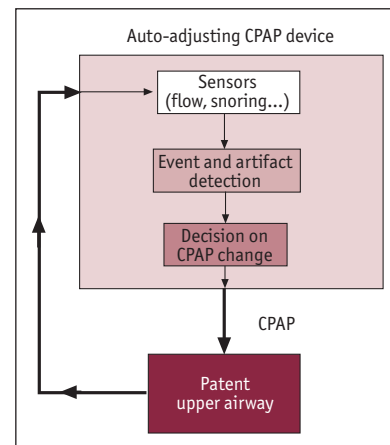 Auto-adjusting CPAP device
Sensors
(flow, snoring...)
Event and artifact
detection
Decision on
CPAP change
CPAP
Patent
upper airway